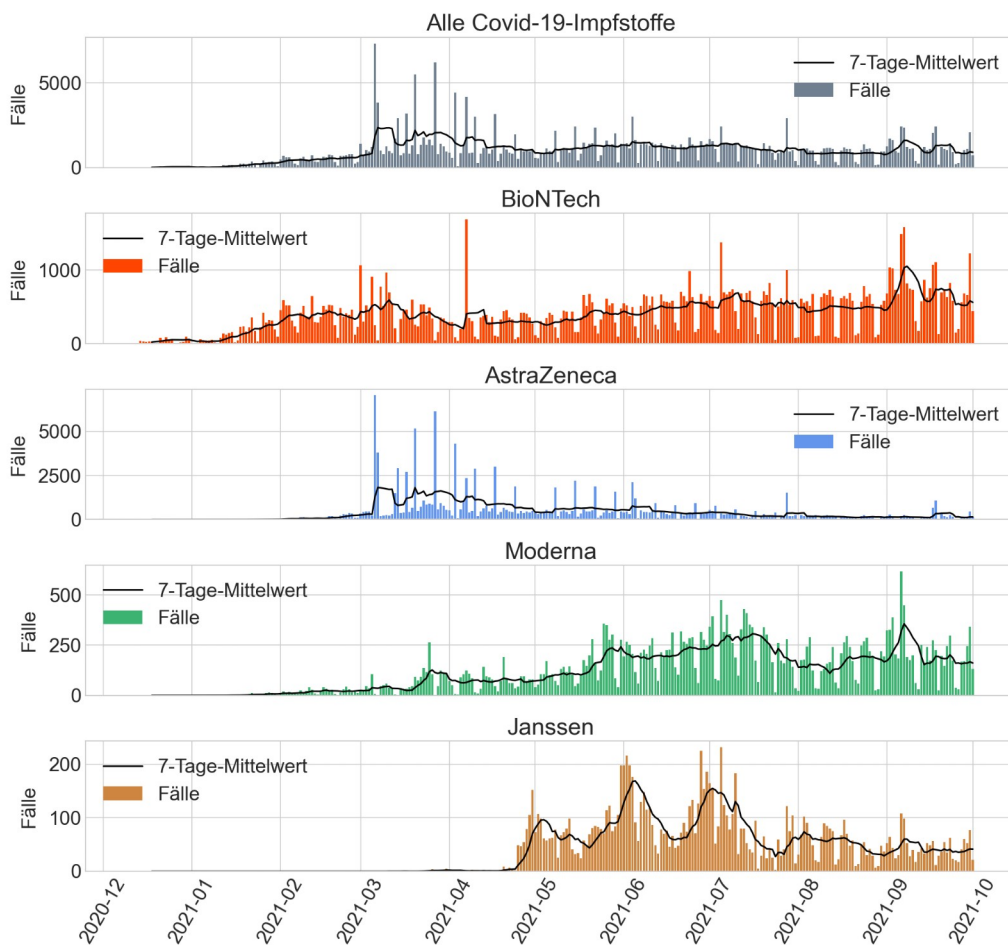 Alle Covid-19-Impfstoffe
Fälle
5000
0
7-Tage-Mittelwert
Fälle
BioNTech
Fälle
1000
0
7-Tage-Mittelwert
Fälle
AstraZeneca
Fälle
5000
2500
0
7-Tage-Mittelwert
Fälle
Moderna
Fälle
500
250
0
7-Tage-Mittelwert
Fälle
Janssen
Fälle
200
100
0
7-Tage-Mittelwert
Fälle
2020-12
2021-01
2021-02
2021-03
2021-04
2021-05
2021-06
2021-07
2021-08
2021-09
2021-10